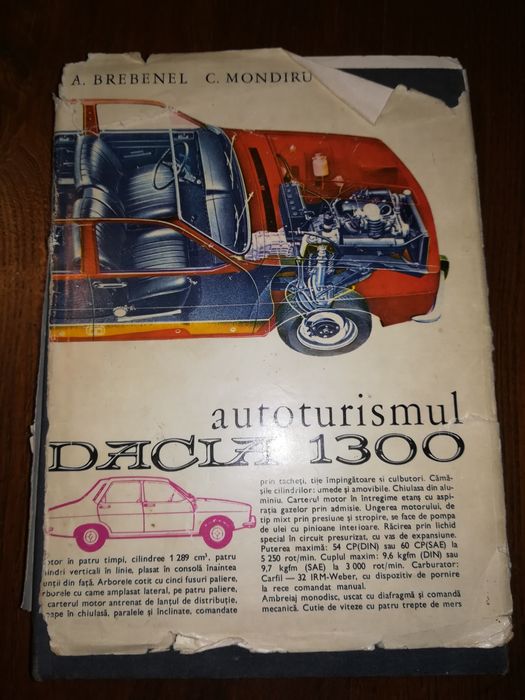 A. BREBENEL C. MONDIRU
autoturismul
DACIA 1300
prin tacheți, tije împingătoare și culbutori. Cămă-
șile cilindrilor: umede și amovibile. Chiulasa din alu-
miniu. Carterul motor în întregime etanș cu aspi-
rația gazelor prin admisie. Ungerea motorului, de
tip mixt prin presiune și stropire, se face de pompa
de ulei cu pinioane interioare. Răcirea prin lichid
special în circuit presurizat, cu vas de expansiune.
Puterea maximă: 54 CP(DIN) sau 60 CP(SAE) la
5 250 rot/min. Cuplul maxim: 9,6 kgfm (DIN) sau
9,7 kgfm (SAE) la 3 000 rot/min. Carburator:
Carfil — 32 IRM-Weber, cu dispozitiv de pornire
la rece comandat manual.
Ambreiaj monodisc, uscat cu diafragmă și comandă
mecanică. Cutie de viteze cu patru trepte de mers
otor în patru timpi, cilindree 1 289 cm³, patru
indri verticali în linie, plasat în consolă înaintea
unții din față. Arborele cotit cu cinci fusuri paliere,
rborele cu came amplasat lateral, pe patru paliere,
carterul motor antrenat de lanțul de distribuție.
ape în chiulasă, paralele și înclinate, comandate